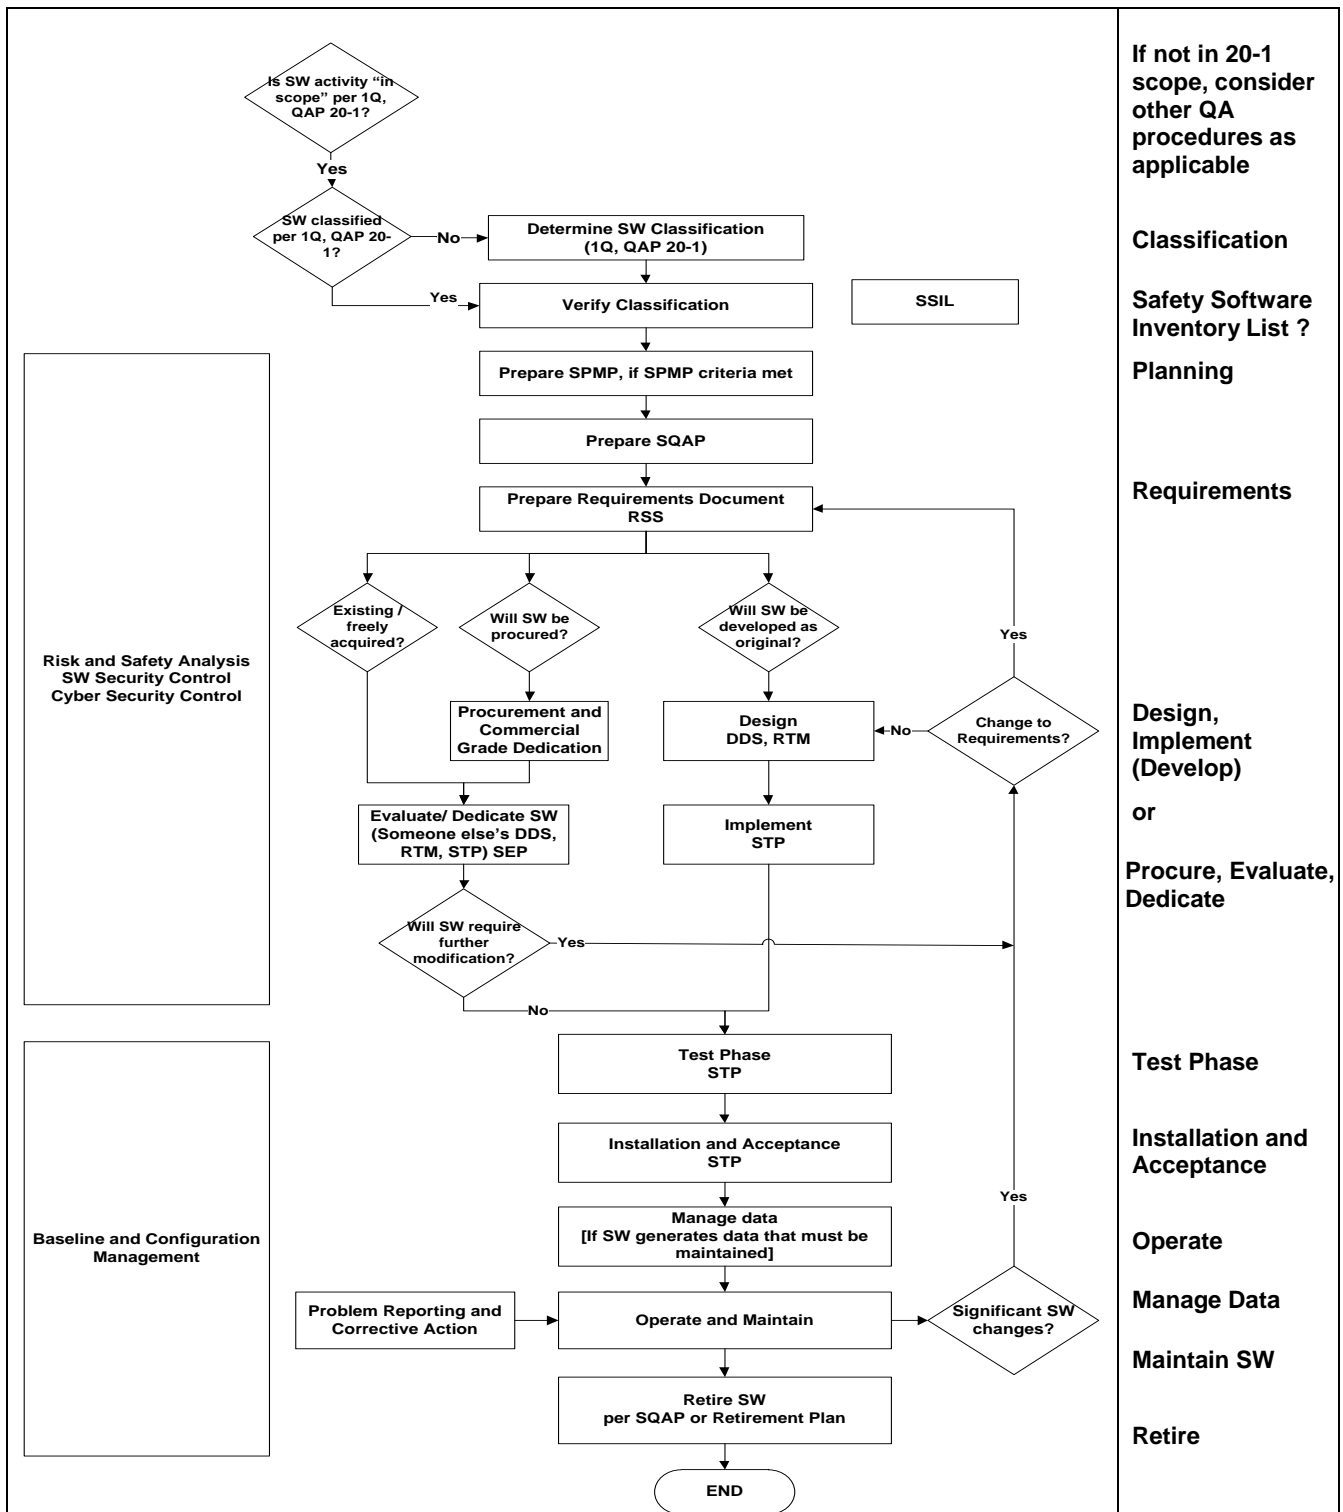 Is SW activity “in
scope” per 1Q,
QAP 20-1?
If not in 20-1
scope, consider
other QA
procedures as
applicable
Yes
SW classified
per 1Q, QAP 20-
1?
No
Determine SW Classification
(1Q, QAP 20-1)
Classification
Yes
Verify Classification
SSIL
Safety Software
Inventory List ?
Prepare SPMP, if SPMP criteria met
Planning
Prepare SQAP
Prepare Requirements Document
RSS
Requirements
Existing /
freely
acquired?
Will SW be
procured?
Will SW be
developed as
original?
Yes
Risk and Safety Analysis
SW Security Control
Cyber Security Control
Procurement and
Commercial
Grade Dedication
Design
DDS, RTM
No
Change to
Requirements?
Design,
Implement
(Develop)
or
Evaluate/ Dedicate SW
(Someone else’s DDS,
RTM, STP) SEP
Implement
STP
Procure, Evaluate,
Dedicate
Will SW require
further
modification?
Yes
No
Test Phase
STP
Test Phase
Installation and Acceptance
STP
Installation and
Acceptance
Yes
Baseline and Configuration
Management
Manage data
[If SW generates data that must be
maintained]
Operate
Problem Reporting and
Corrective Action
Operate and Maintain
Significant SW
changes?
Manage Data
Maintain SW
Retire SW
per SQAP or Retirement Plan
Retire
END